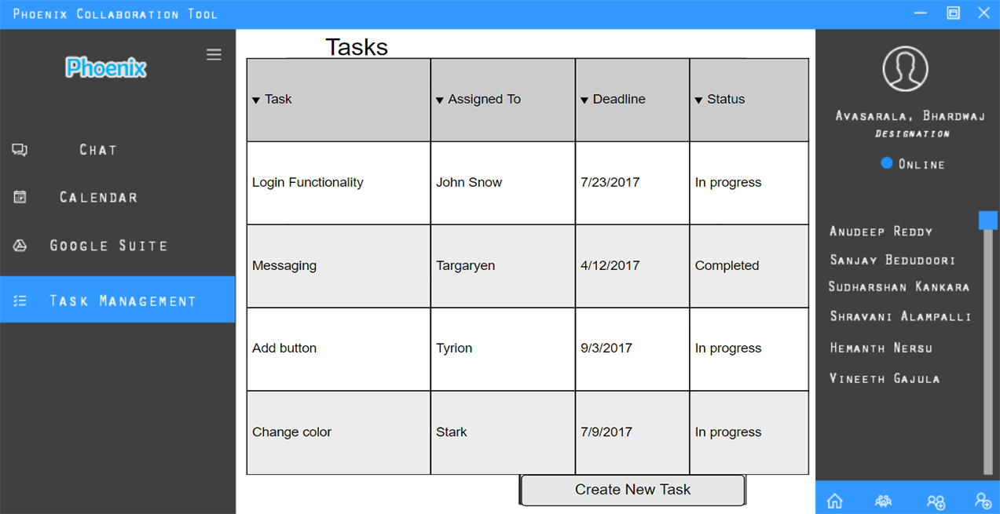 Phoenix Collaboration Tool
Phoenix
Chat
Calendar
Google Suite
Task Management
Tasks
▼ Task ▼ Assigned To ▼ Deadline ▼ Status
Login Functionality John Snow 7/23/2017 In progress
Messaging Targaryen 4/12/2017 Completed
Add button Tyrion 9/3/2017 In progress
Change color Stark 7/9/2017 In progress
Create New Task
Avasarala, Bhardwaj
Designation
Online
Anudeep Reddy
Sanjay Bedudoori
Sudharshan Kankara
Shravani Alampalli
Hemanth Nersu
Vineeth Gajula